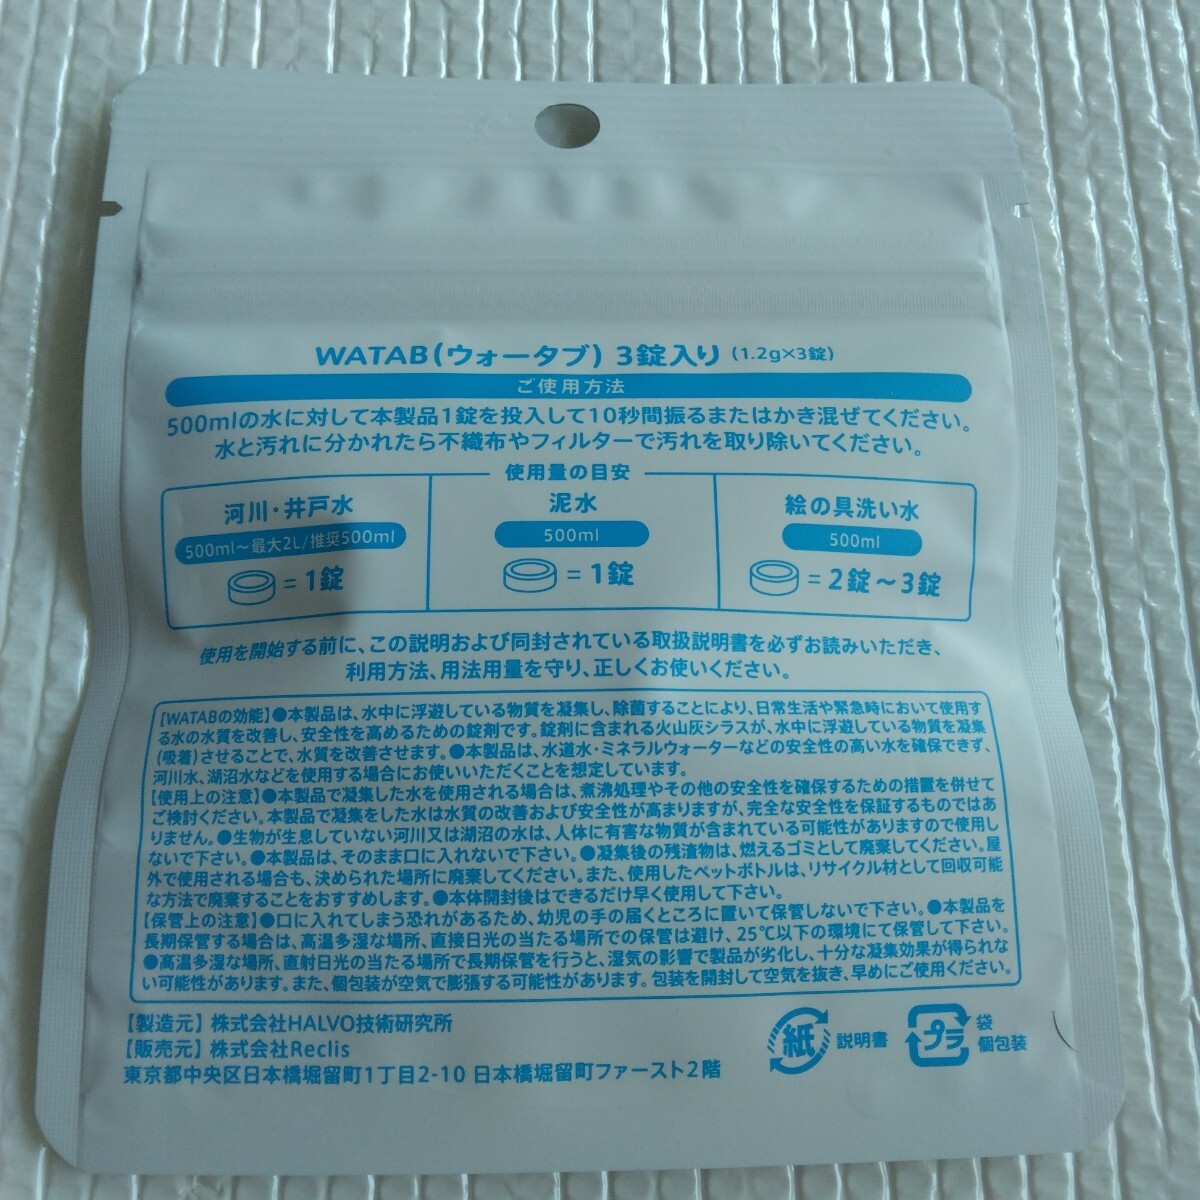 WATAB(ウォータブ) 3錠入り (1.2g×3錠)
ご使用方法
500mlの水に対して本製品1錠を投入して10秒間振るまたはかき混ぜてください。
水と汚れに分かれたら不織布やフィルターで汚れを取り除いてください。
使用量の目安
河川・井戸水
500ml〜最大2L/推奨500ml
=1錠
泥水
500ml
=1錠
絵の具洗い水
500ml
=2錠〜3錠
使用を開始する前に、この説明および同封されている取扱説明書を必ずお読みいただき、
利用方法、用法用量を守り、正しくお使いください。
【WATABの効能】●本製品は、水中に浮遊している物質を凝集し、除菌することにより、日常生活や緊急時において使用す
る水の水質を改善し、安全性を高めるための錠剤です。錠剤に含まれる火山灰シラスが、水中に浮遊している物質を凝集
(吸着)させることで、水質を改善させます。●本製品は、水道水・ミネラルウォーターなどの安全性の高い水を確保できず、
河川水、湖沼水などを使用する場合にお使いいただくことを想定しています。
【使用上の注意】●本製品で凝集した水を使用される場合は、煮沸処理やその他の安全性を確保するための措置を併せて
ご検討ください。本製品で凝集をした水は水質の改善および安全性が高まりますが、完全な安全性を保証するものではあ
りません。●生物が生息していない河川又は湖沼の水は、人体に有害な物質が含まれている可能性がありますので使用し
ないで下さい。●本製品は、そのまま口に入れないで下さい。●凝集後の残渣物は、燃えるゴミとして廃棄してください。屋
外で使用される場合も、決められた場所に廃棄してください。また、使用したペットボトルは、リサイクル材として回収可能
な方法で廃棄することをおすすめします。●本体開封後はできるだけ早く使用して下さい。
【保管上の注意】●口に入れてしまう恐れがあるため、幼児の手の届くところに置いて保管しないで下さい。●本製品を
長期保管する場合は、高温多湿な場所、直接日光の当たる場所での保管は避け、25℃以下の環境にて保管して下さい。
●高温多湿な場所、直射日光の当たる場所で長期保管を行うと、湿気の影響で製品が劣化し、十分な凝集効果が得られな
い可能性があります。また、個包装が空気で膨張する可能性があります。包装を開封して空気を抜き、早めにご使用ください。
【製造元】株式会社HALVO技術研究所
【販売元】株式会社Reclis
東京都中央区日本橋堀留町1丁目2-10 日本橋堀留町ファースト2階
紙 説明書
プラ 袋
個包装